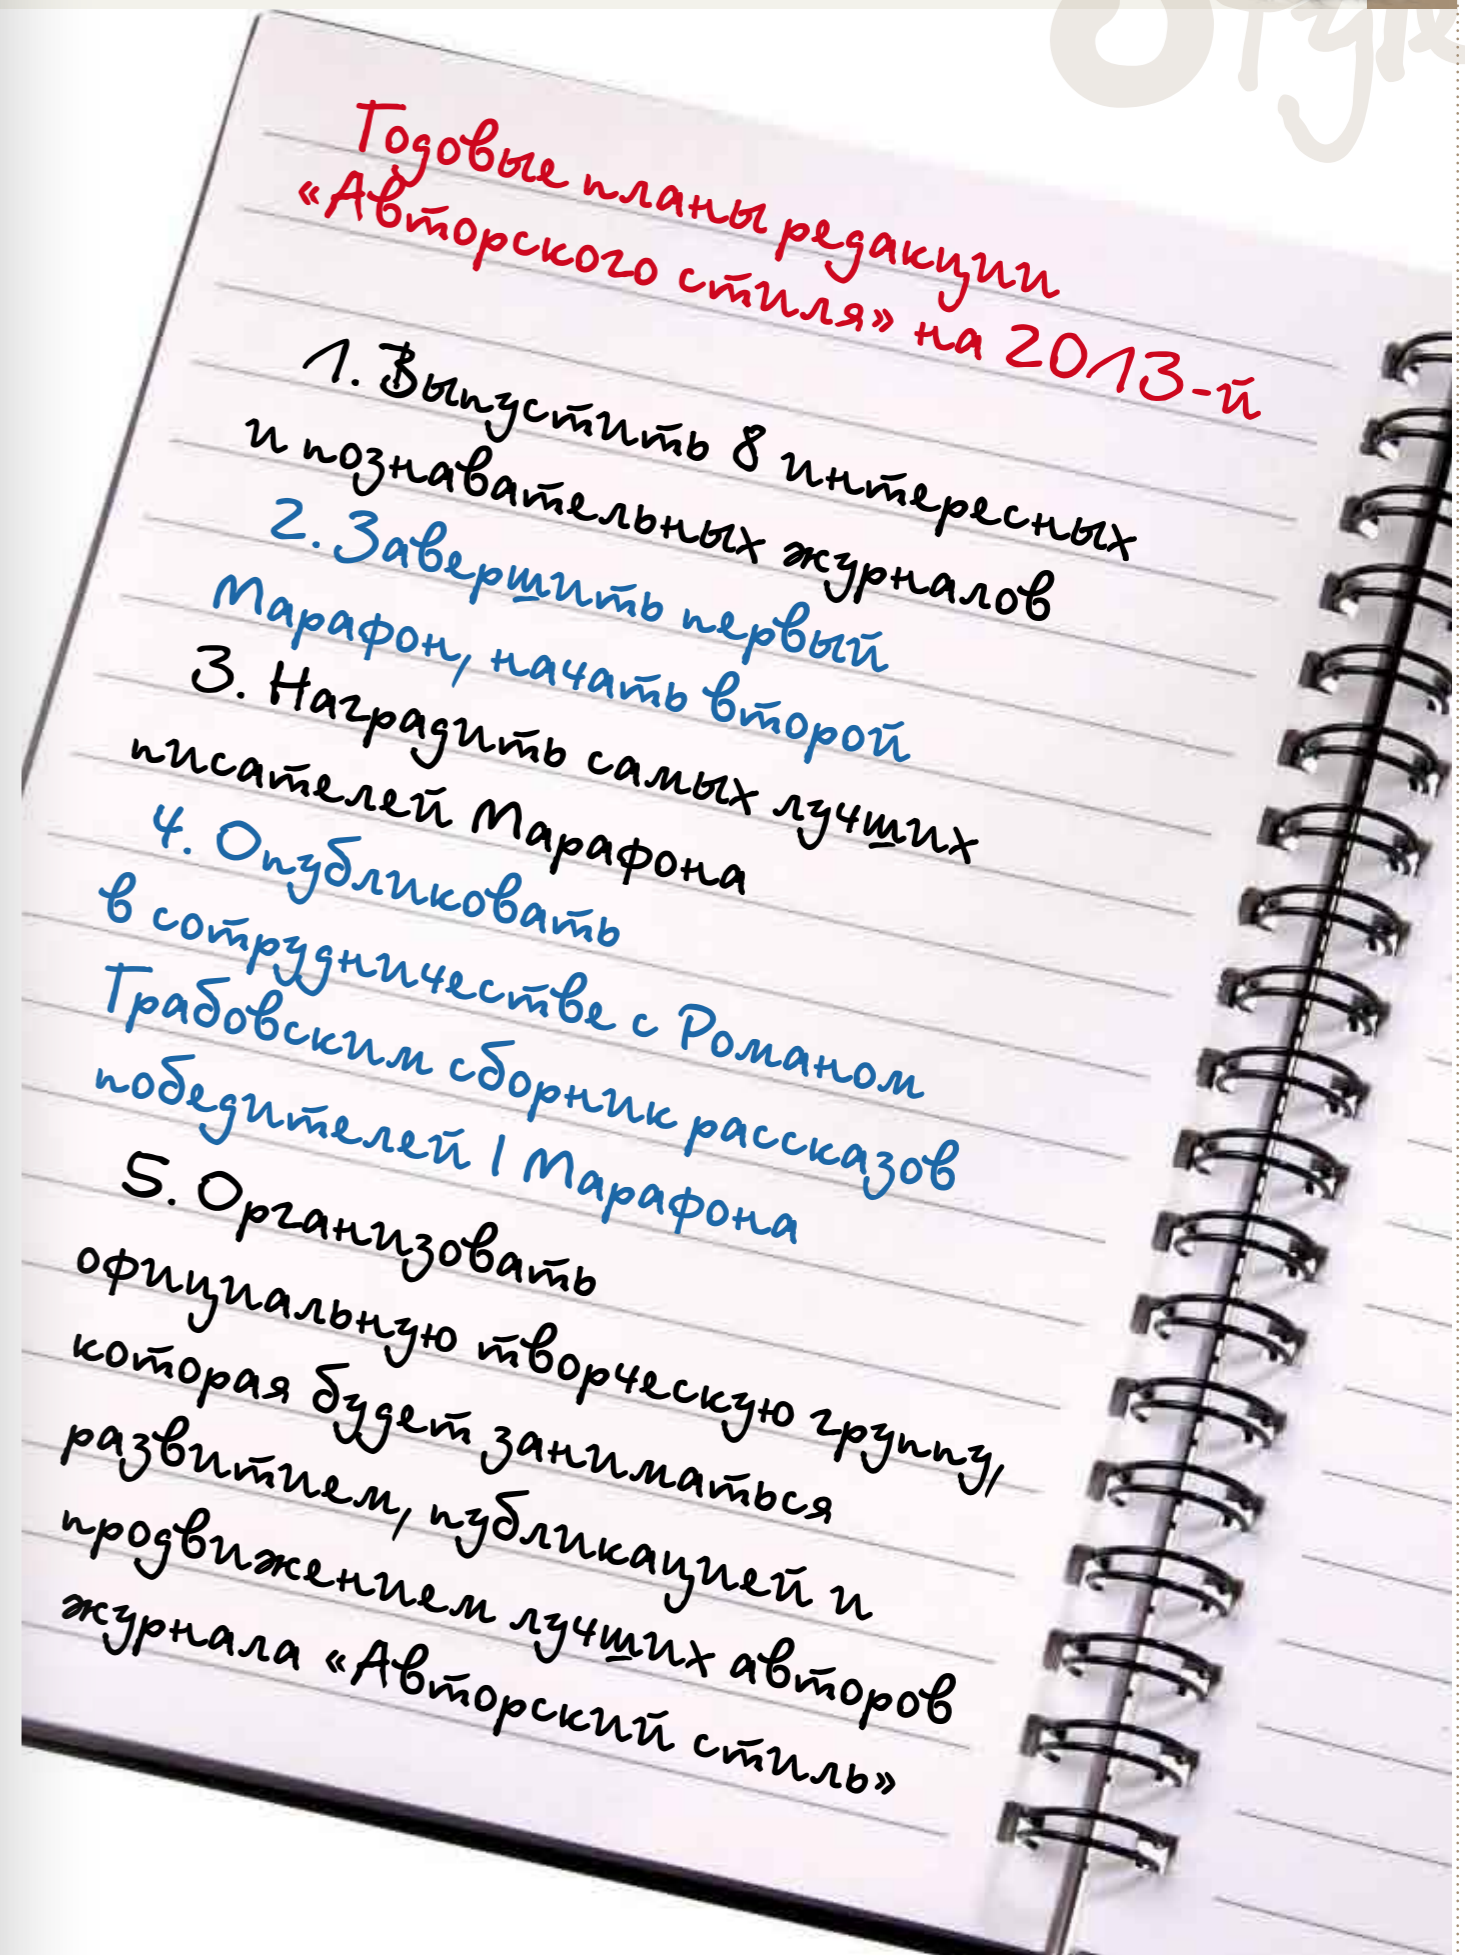 Style
Годовые планы редакции
«Авторского стиля» на 2013-й
1. Выпустить 8 интересных
и познавательных журналов
2. Завершить первый
Марафон, начать второй
3. Наградить самых лучших
писателей Марафона
4. Опубликовать
в сотрудничестве с Романом
Грабовским сборник рассказов
победителей I Марафона
5. Организовать
официальную творческую группу,
которая будет заниматься
развитием, публикацией и
продвижением лучших авторов
журнала «Авторский стиль»